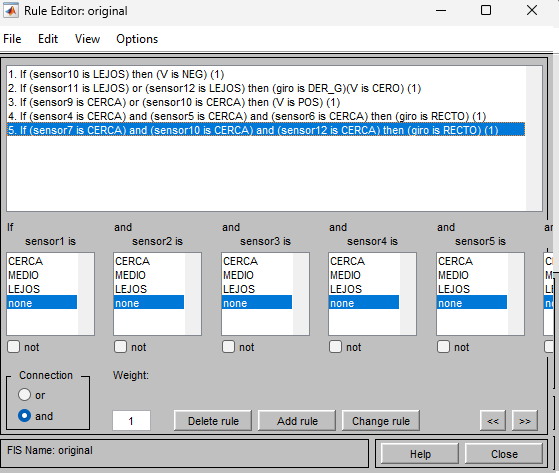 Rule Editor: original
File Edit View Options
1. If (sensor10 is LEJOS) then (V is NEG) (1)
2. If (sensor11 is LEJOS) or (sensor12 is LEJOS) then (giro is DER_G)(V is CERO) (1)
3. If (sensor9 is CERCA) or (sensor10 is CERCA) then (V is POS) (1)
4. If (sensor4 is CERCA) and (sensor5 is CERCA) and (sensor6 is CERCA) then (giro is RECTO) (1)
5. If (sensor7 is CERCA) and (sensor10 is CERCA) and (sensor12 is CERCA) then (giro is RECTO) (1)
If and and and and an
sensor1 is sensor2 is sensor3 is sensor4 is sensor5 is
CERCA CERCA CERCA CERCA CERCA CE
MEDIO MEDIO MEDIO MEDIO MEDIO ME
LEJOS LEJOS LEJOS LEJOS LEJOS LE
none none none none none no
not not not not not
Connection Weight:
or
and 1 Delete rule Add rule Change rule << >>
FIS Name: original Help Close